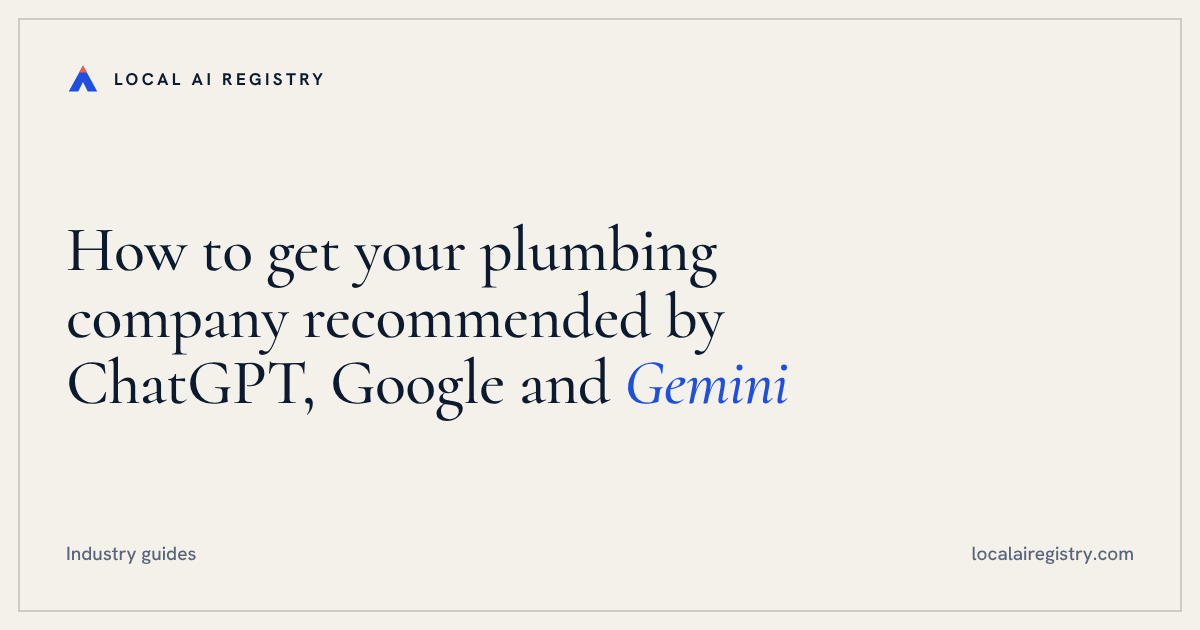 LOCAL AI REGISTRY
How to get your plumbing
company recommended by
ChatGPT, Google and Gemini
Industry guides
localairegistry.com